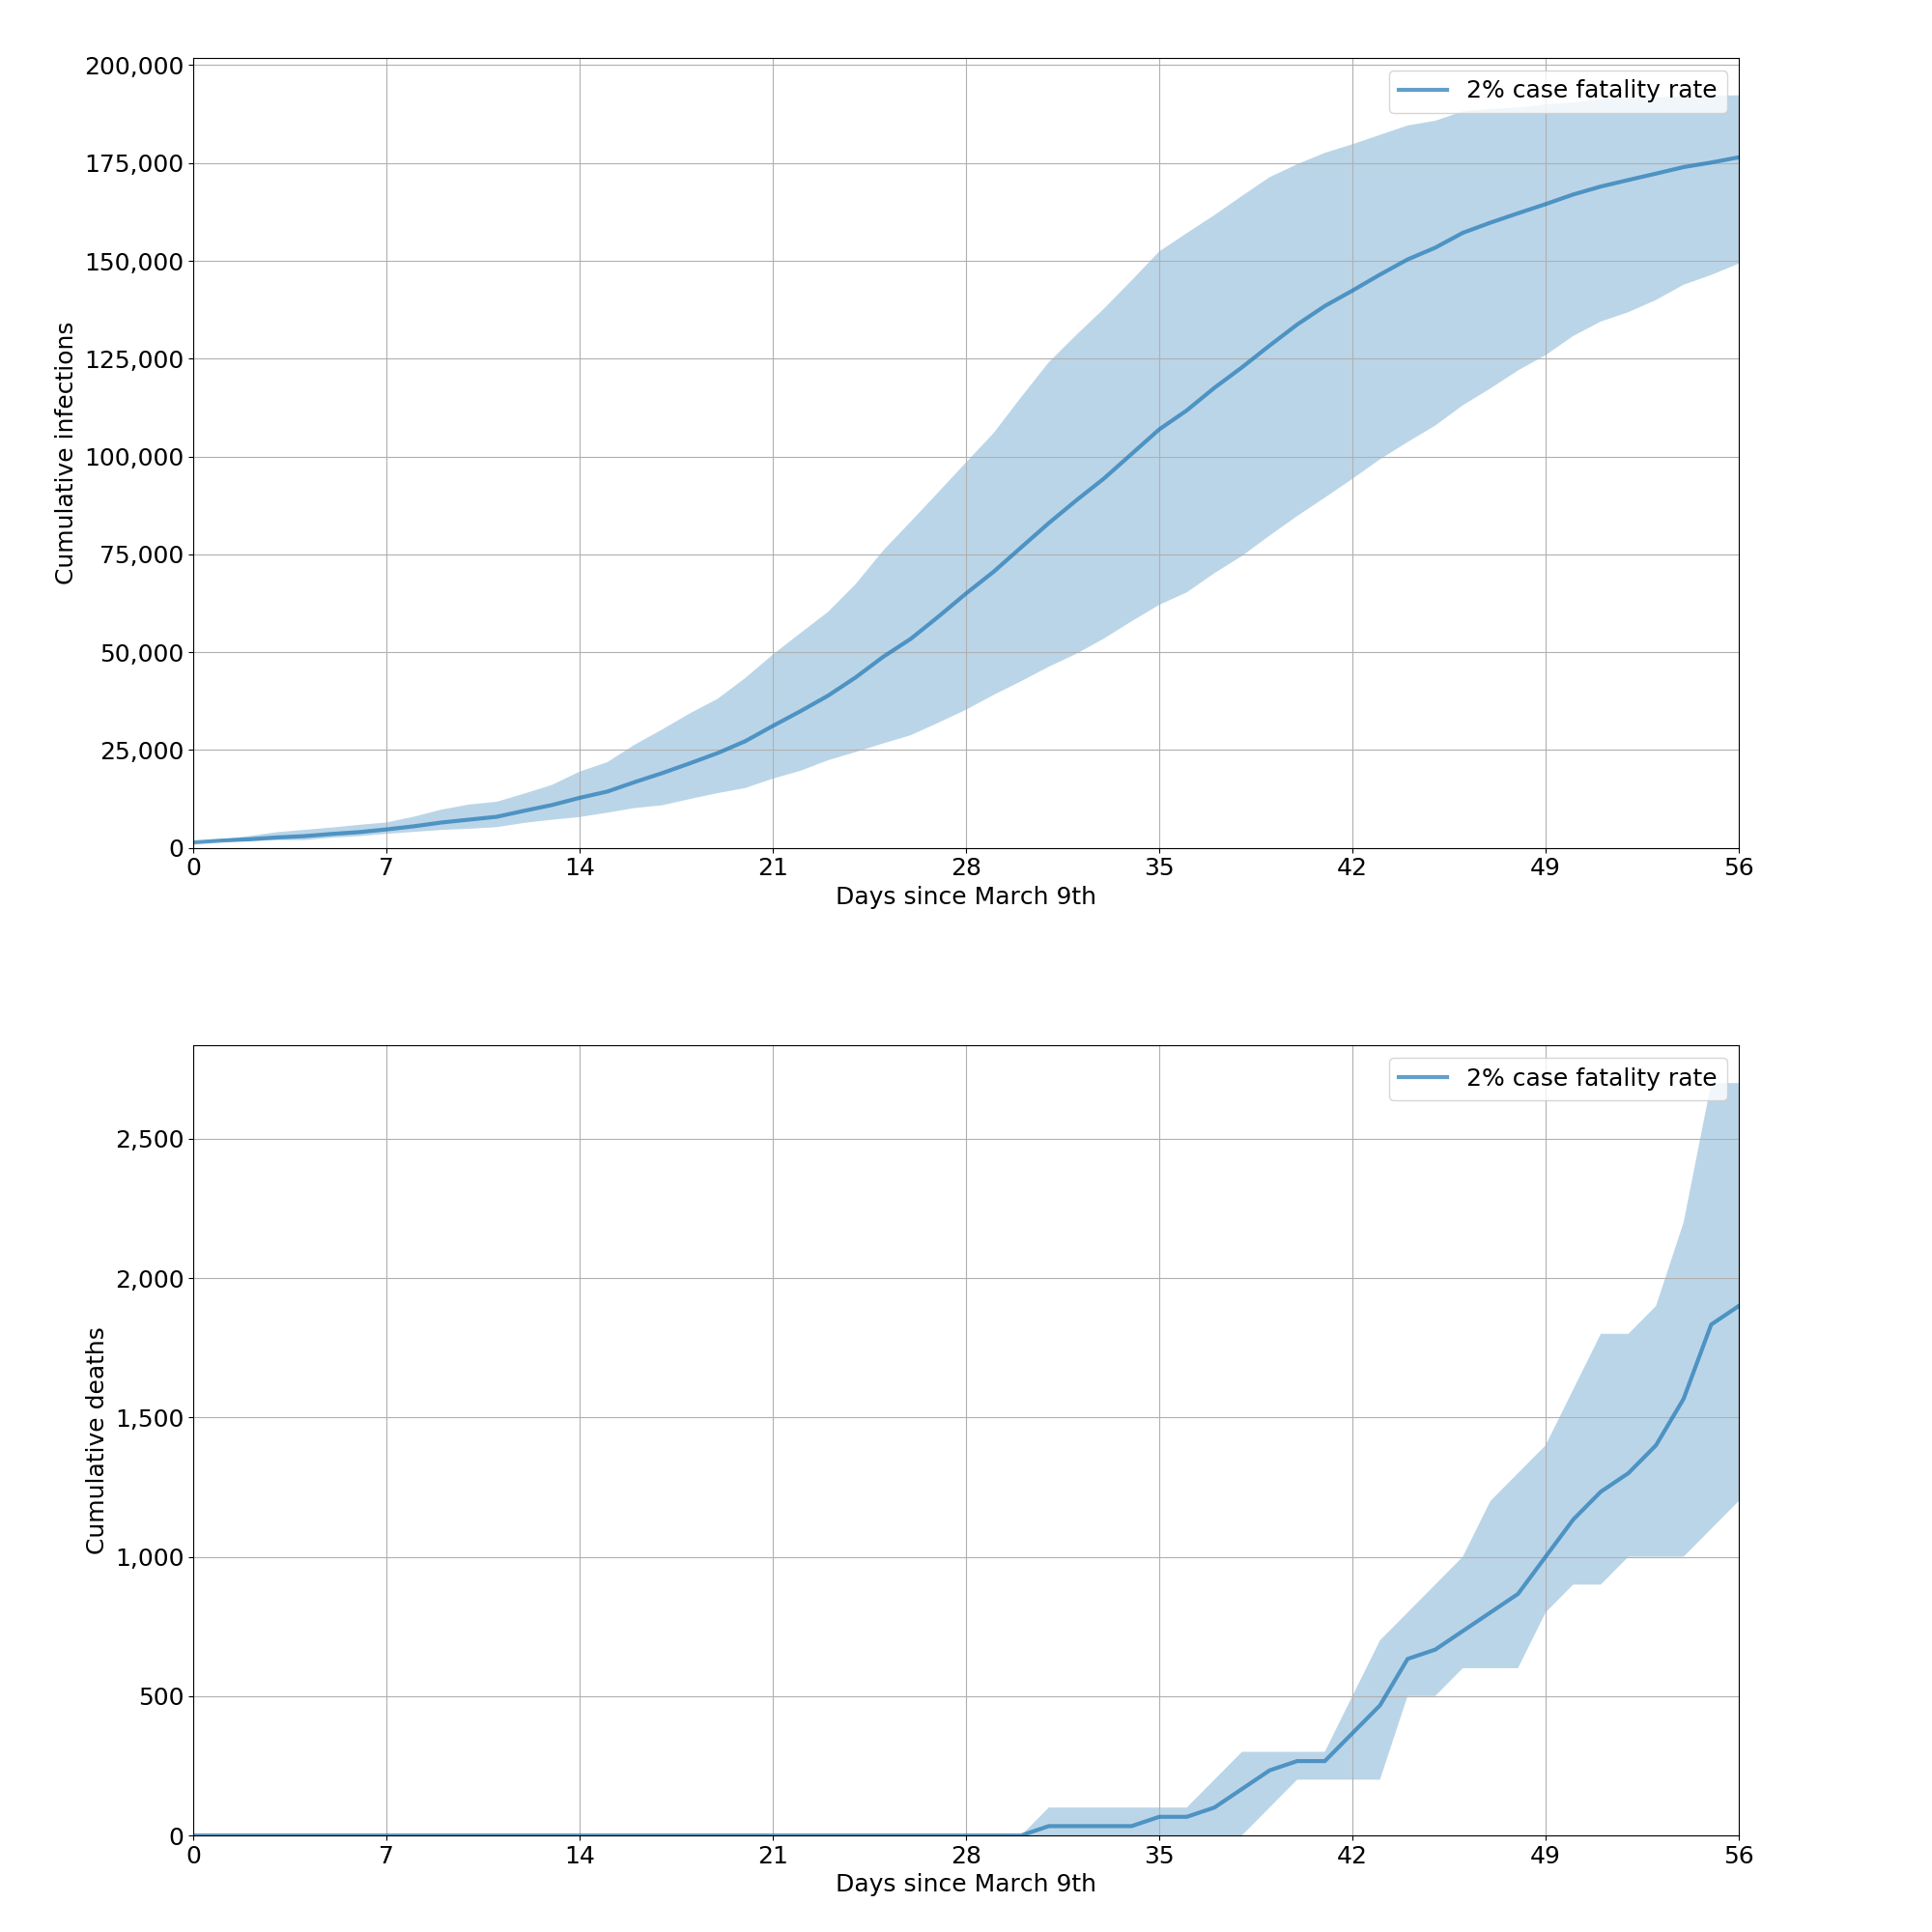 200,000
175,000
150,000
125,000
100,000
75,000
50,000
25,000
0
Cumulative infections
2% case fatality rate
0 7 14 21 28 35 42 49 56
Days since March 9th
2,500
2,000
1,500
1,000
500
0
Cumulative deaths
2% case fatality rate
0 7 14 21 28 35 42 49 56
Days since March 9th